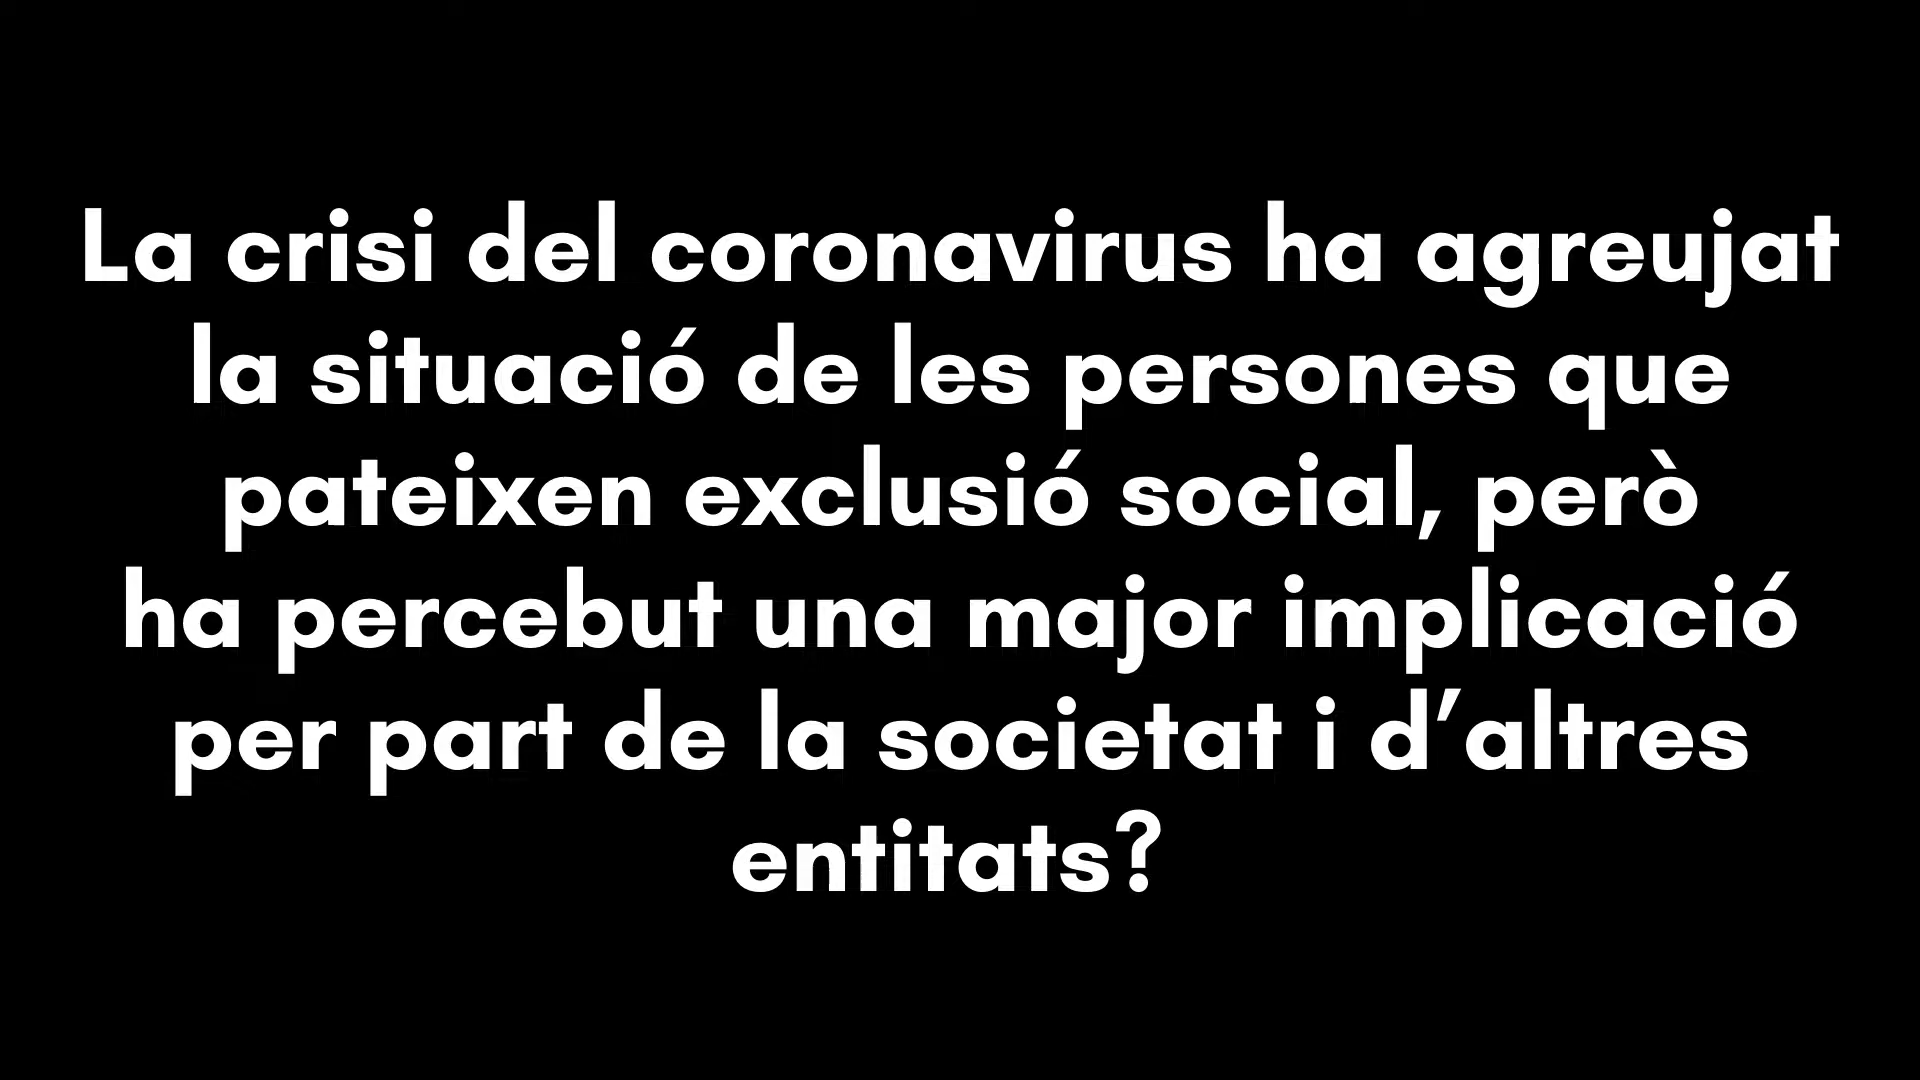 La crisi del coronavirus ha agreujat
la situació de les persones que
pateixen exclusió social, però
ha percebut una major implicació
per part de la societat i d’altres
entitats?